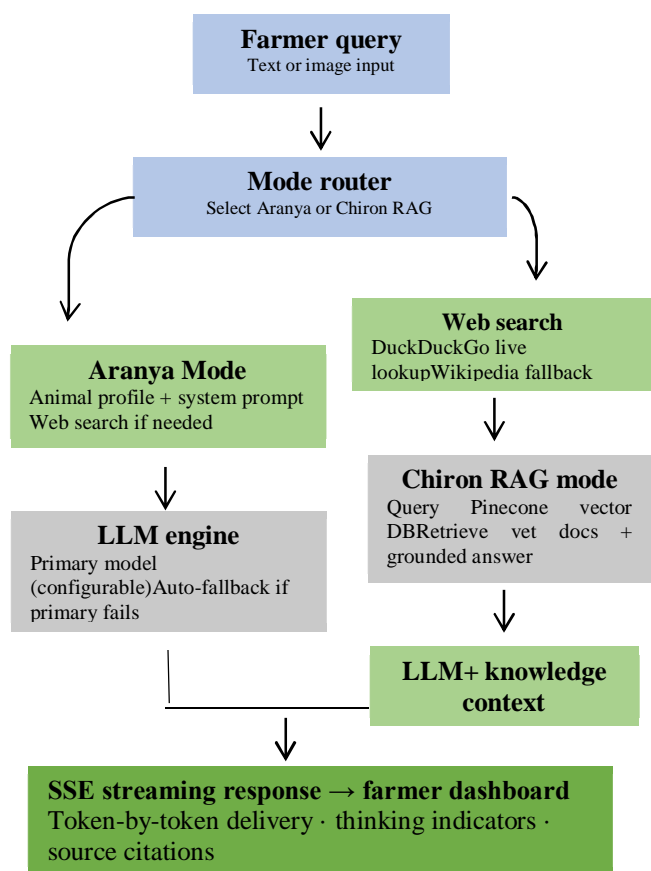 Farmer query
Text or image input
Mode router
Select Aranya or Chiron RAG
Web search
DuckDuckGo live
lookupWikipedia fallback
Aranya Mode
Animal profile + system prompt
Web search if needed
Chiron RAG mode
Query Pinecone vector
DBRetrieve vet docs +
grounded answer
LLM engine
Primary model
(configurable)Auto-fallback if
primary fails
LLM+ knowledge
context
SSE streaming response → farmer dashboard
Token-by-token delivery · thinking indicators ·
source citations